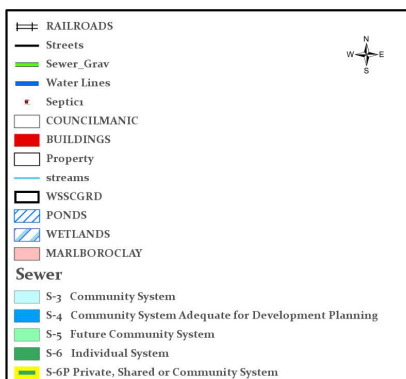 RAILROADS
N
Streets
W E
Sewer_Grav
S
Water Lines
Septic1
COUNCILMANIC
BUILDINGS
Property
streams
WSSCGRD
PONDS
WETLANDS
MARLBOROCLAY
Sewer
S-3 Community System
S-4 Community System Adequate for Development Planning
S-5 Future Community System
S-6 Individual System
S-6P Private, Shared or Community System